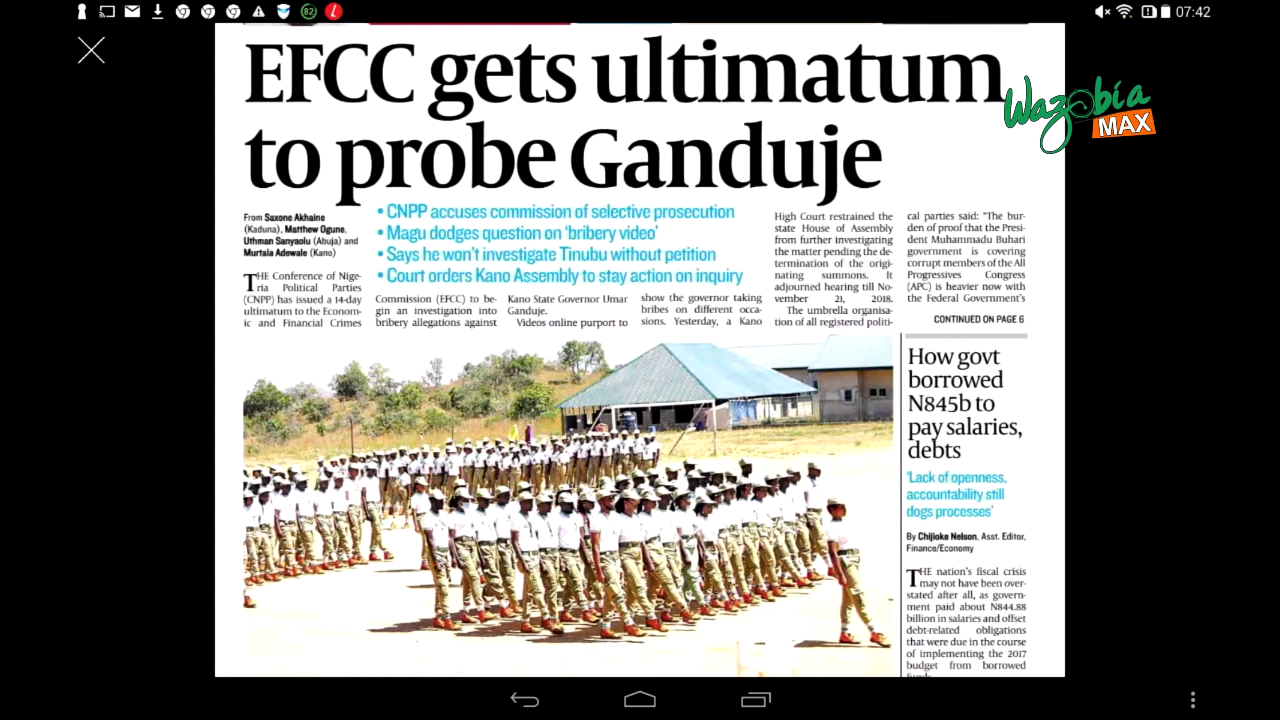 82
07:42
EFCC gets ultimatum
to probe Ganduje
Wazobia
MAX
From Saxone Akhaine
(Kaduna), Matthew Ogune,
Uthman Sanyaolu (Abuja) and
Murtala Adewale (Kano)
• CNPP accuses commission of selective prosecution
• Magu dodges question on 'bribery video'
• Says he won't investigate Tinubu without petition
• Court orders Kano Assembly to stay action on inquiry
THE Conference of Nige-
ria Political Parties
(CNPP) has issued a 14-day
ultimatum to the Econom-
ic and Financial Crimes
Commission (EFCC) to be-
gin an investigation into
bribery allegations against
Kano State Governor Umar
Ganduje.
Videos online purport to
show the governor taking
bribes on different occa-
sions. Yesterday, a Kano
High Court restrained the
state House of Assembly
from further investigating
the matter pending the de-
termination of the origi-
nating summons. It
adjourned hearing till No-
vember 21, 2018.
The umbrella organisa-
tion of all registered politi-
cal parties said: "The bur-
den of proof that the Presi-
dent Muhammadu Buhari
government is covering
corrupt members of the All
Progressives Congress
(APC) is heavier now with
the Federal Government's
CONTINUED ON PAGE 6
How govt
borrowed
N845b to
pay salaries,
debts
'Lack of openness,
accountability still
dogs processes'
By Chijioke Nelson, Asst. Editor,
Finance/Economy
THE nation's fiscal crisis
may not have been over-
stated after all, as govern-
ment paid about N844.88
billion in salaries and offset
debt-related obligations
that were due in the course
of implementing the 2017
budget from borrowed
funds.